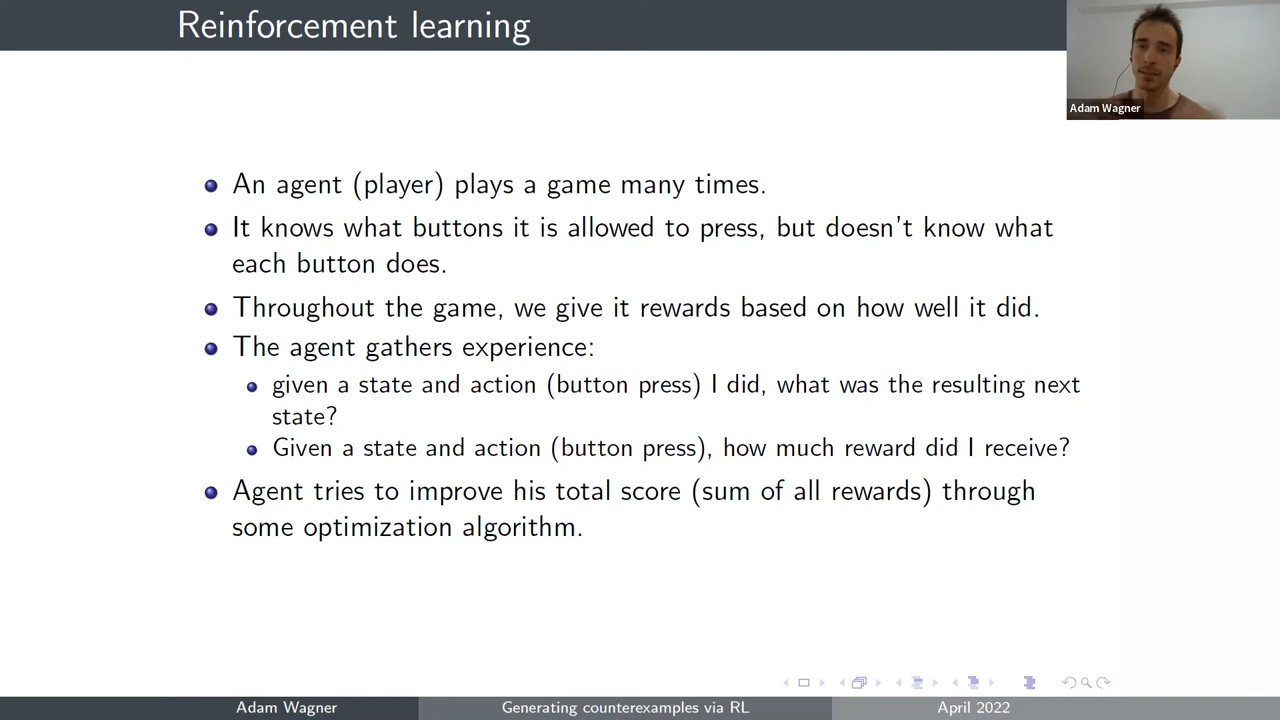 Reinforcement learning
Adam Wagner
An agent (player) plays a game many times.
It knows what buttons it is allowed to press, but doesn't know what
each button does.
Throughout the game, we give it rewards based on how well it did.
The agent gathers experience:
given a state and action (button press) I did, what was the resulting next
state?
Given a state and action (button press), how much reward did I receive?
Agent tries to improve his total score (sum of all rewards) through
some optimization algorithm.
Adam Wagner
Generating counterexamples via RL
April 2022